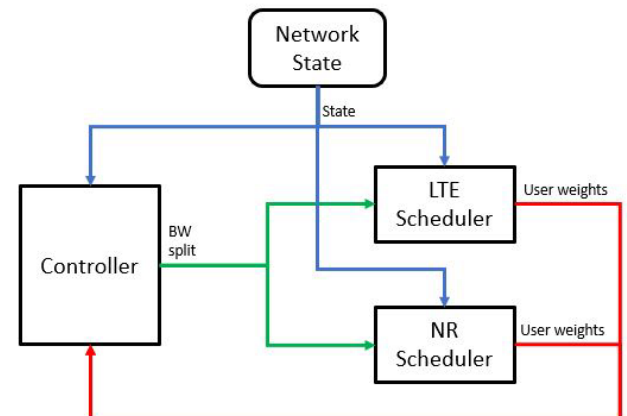 Network
State
State
LTE
Scheduler
User weights
BW
split
Controller
NR
Scheduler
User weights